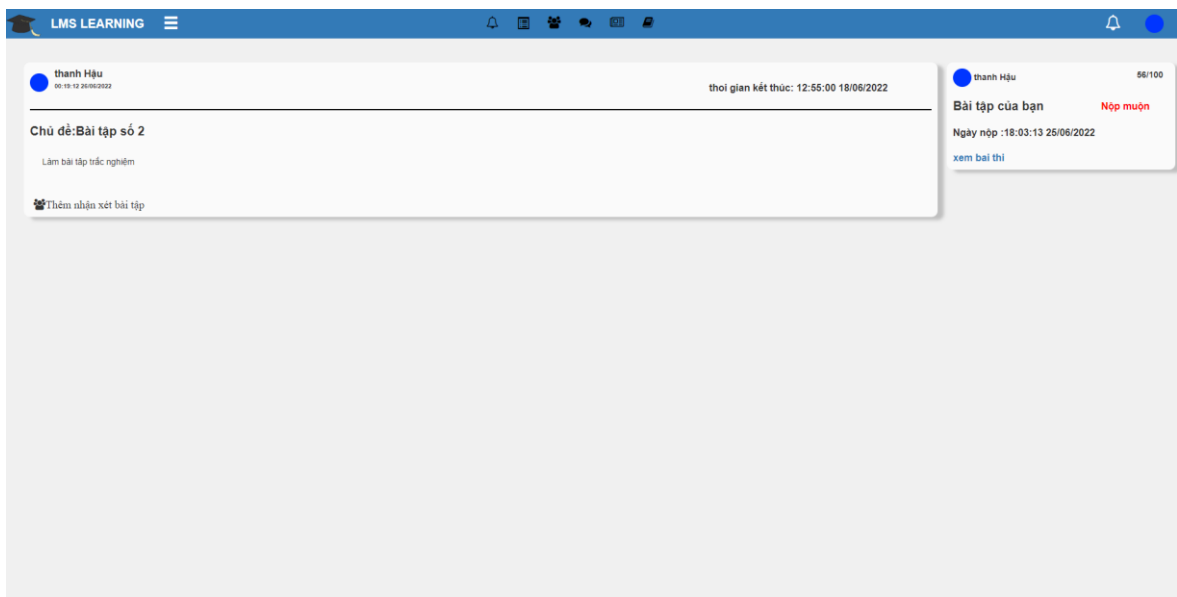 LMS LEARNING
thanh Hậu
00:19:12 26/06/2022
thoi gian kết thúc: 12:55:00 18/06/2022
Chủ đề:Bài tập số 2
Làm bài tập trắc nghiệm
Thêm nhận xét bài tập
thanh Hậu
56/100
Bài tập của bạn
Nộp muộn
Ngày nộp :18:03:13 25/06/2022
xem bai thi